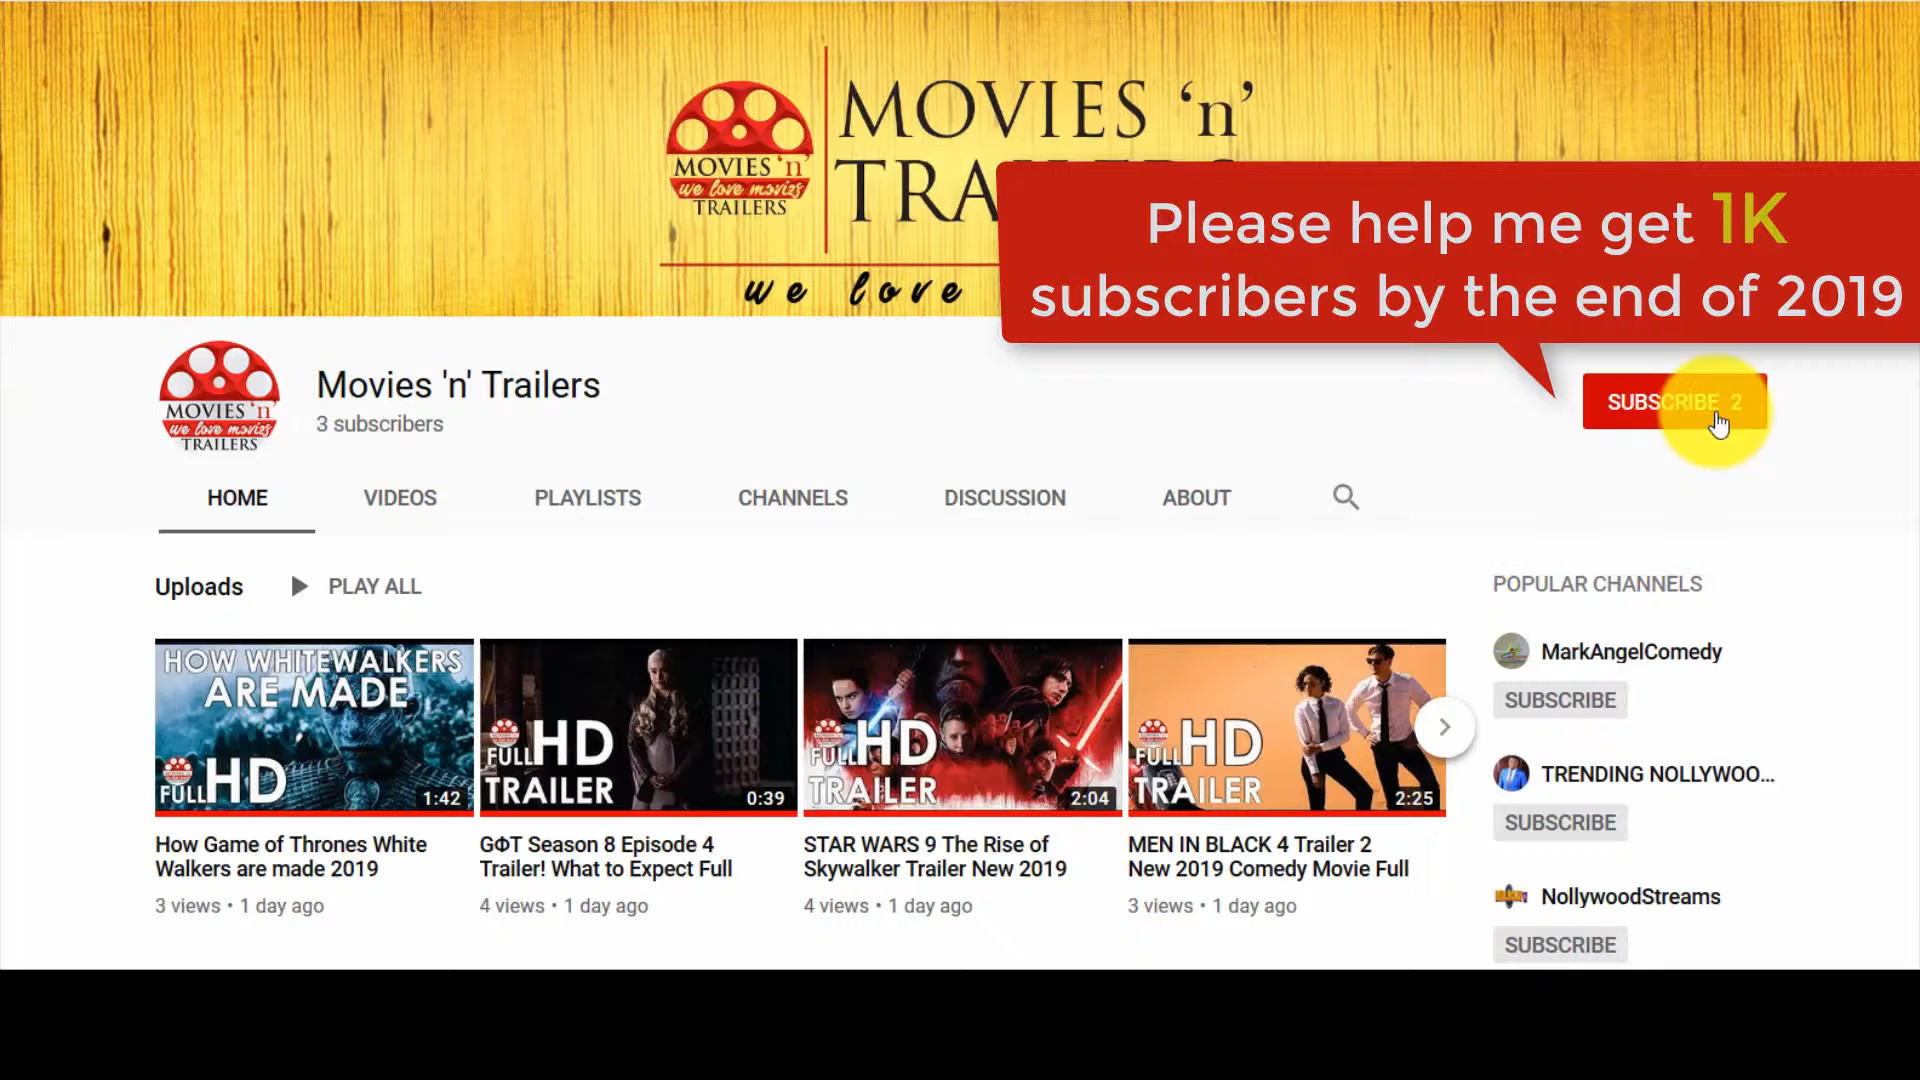 MOVIES ‘n’
MOVIES 'n'
we love movies
TRAILERS
we love
Please help me get 1K
subscribers by the end of 2019
MOVIES 'n'
we love movies
TRAILERS
Movies 'n' Trailers
3 subscribers
SUBSCRIBE 2
HOME
VIDEOS
PLAYLISTS
CHANNELS
DISCUSSION
ABOUT
Uploads
PLAY ALL
POPULAR CHANNELS
HOW WHITEWALKERS
ARE MADE
FULL HD
1:42
FULL HD
TRAILER
0:39
FULL HD
TRAILER
2:04
FULL HD
TRAILER
2:25
How Game of Thrones White
Walkers are made 2019
3 views • 1 day ago
GФT Season 8 Episode 4
Trailer! What to Expect Full
4 views • 1 day ago
STAR WARS 9 The Rise of
Skywalker Trailer New 2019
4 views • 1 day ago
MEN IN BLACK 4 Trailer 2
New 2019 Comedy Movie Full
3 views • 1 day ago
MarkAngelComedy
SUBSCRIBE
TRENDING NOLLYWOO...
SUBSCRIBE
NollywoodStreams
SUBSCRIBE